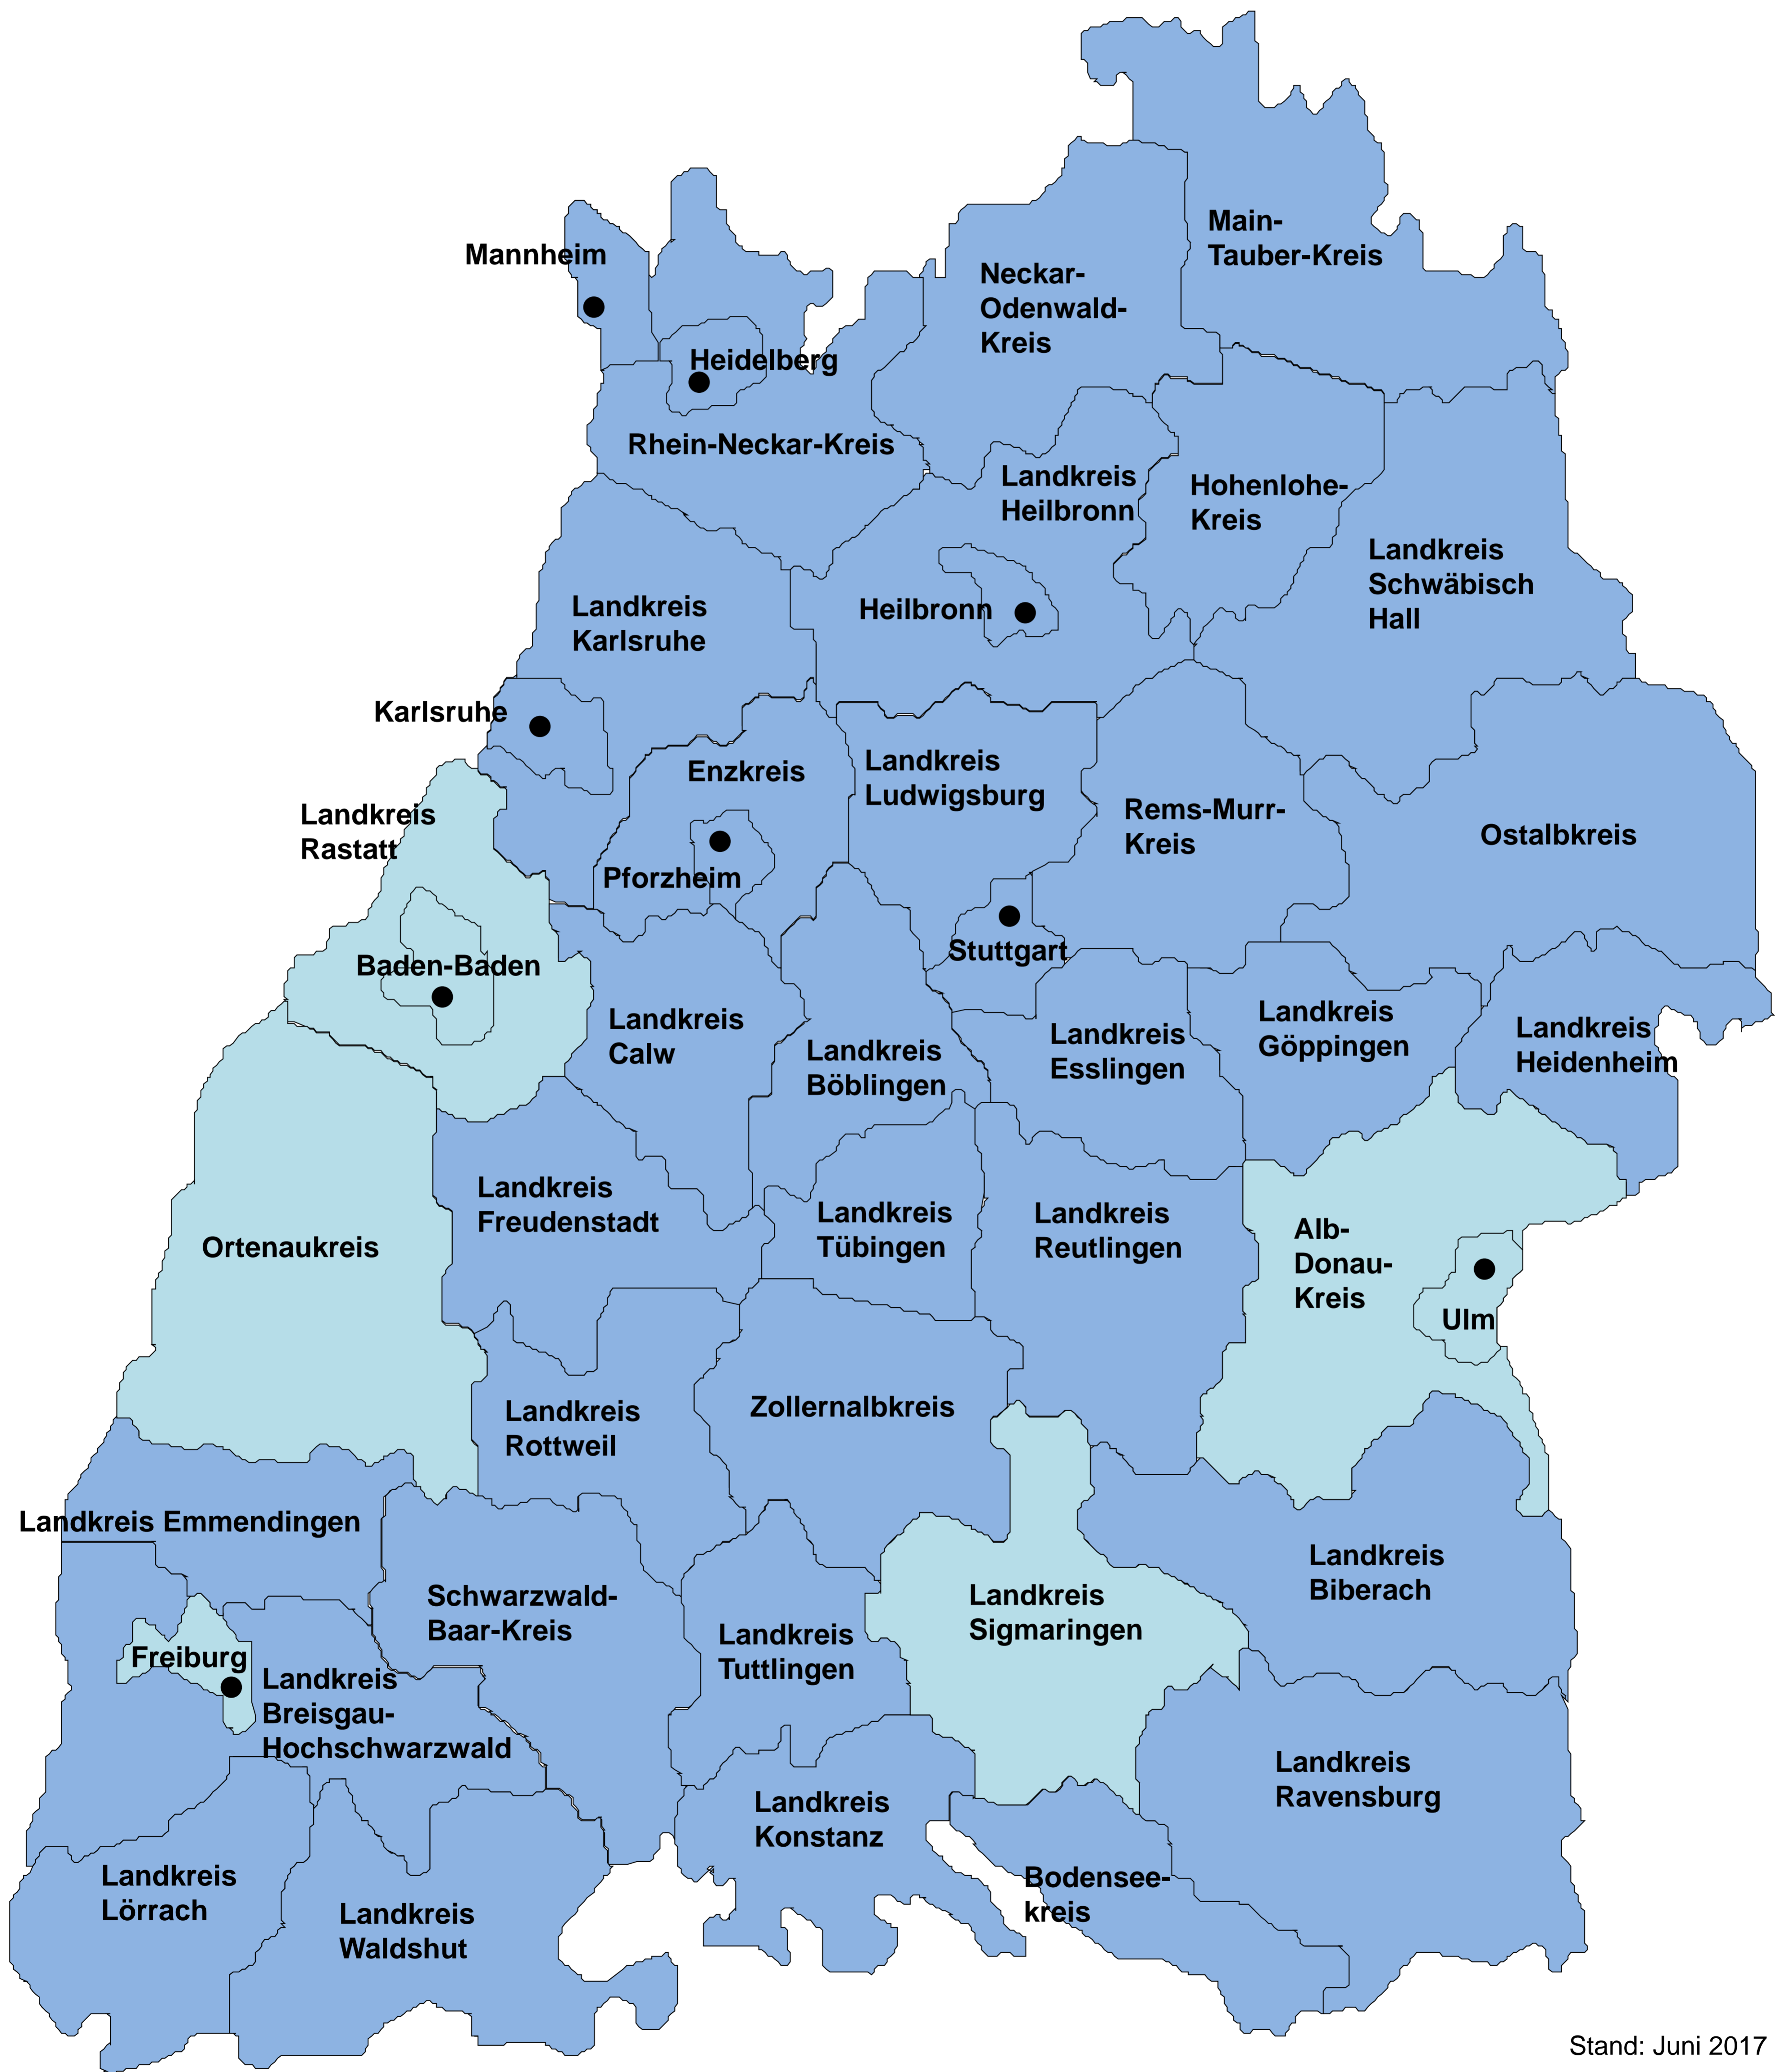 Main-
Tauber-Kreis
Mannheim
Neckar-
Odenwald-
Kreis
Heidelberg
Rhein-Neckar-Kreis
Landkreis
Heilbronn
Hohenlohe-
Kreis
Landkreis
Schwäbisch
Hall
Landkreis
Karlsruhe
Heilbronn
Karlsruhe
Enzkreis
Landkreis
Ludwigsburg
Landkreis
Rastatt
Rems-Murr-
Kreis
Ostalbkreis
Pforzheim
Stuttgart
Baden-Baden
Landkreis
Calw
Landkreis
Böblingen
Landkreis
Esslingen
Landkreis
Göppingen
Landkreis
Heidenheim
Landkreis
Freudenstadt
Landkreis
Tübingen
Landkreis
Reutlingen
Alb-
Donau-
Kreis
Ortenaukreis
Ulm
Landkreis
Rottweil
Zollernalbkreis
Landkreis Emmendingen
Landkreis
Biberach
Schwarzwald-
Baar-Kreis
Landkreis
Sigmaringen
Landkreis
Tuttlingen
Freiburg
Landkreis
Breisgau-
Hochschwarzwald
Landkreis
Ravensburg
Landkreis
Konstanz
Landkreis
Lörrach
Bodensee-
kreis
Landkreis
Waldshut
Stand: Juni 2017